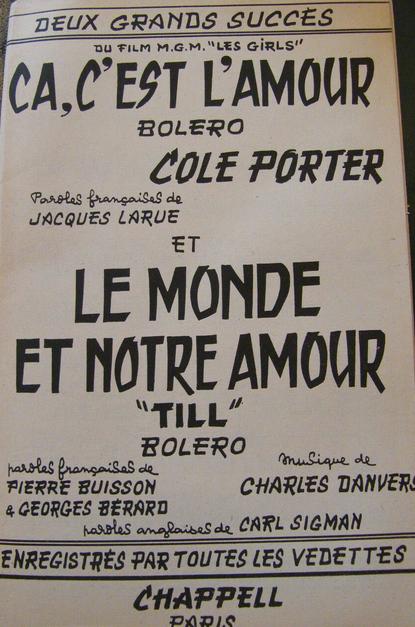 DEUX GRANDS SUCCÈS
DU FILM M.G.M. "LES GIRLS"
ÇA, C'EST L'AMOUR
BOLERO
COLE PORTER
Paroles françaises de
JACQUES LARUE
ET
LE MONDE
ET NOTRE AMOUR
"TILL"
BOLERO
paroles françaises de
PIERRE BUISSON
& GEORGES BÉRARD
musique de
CHARLES DANVERS
paroles anglaises de CARL SIGMAN
ENREGISTRÉS PAR TOUTES LES VEDETTES
CHAPPELL
PARIS